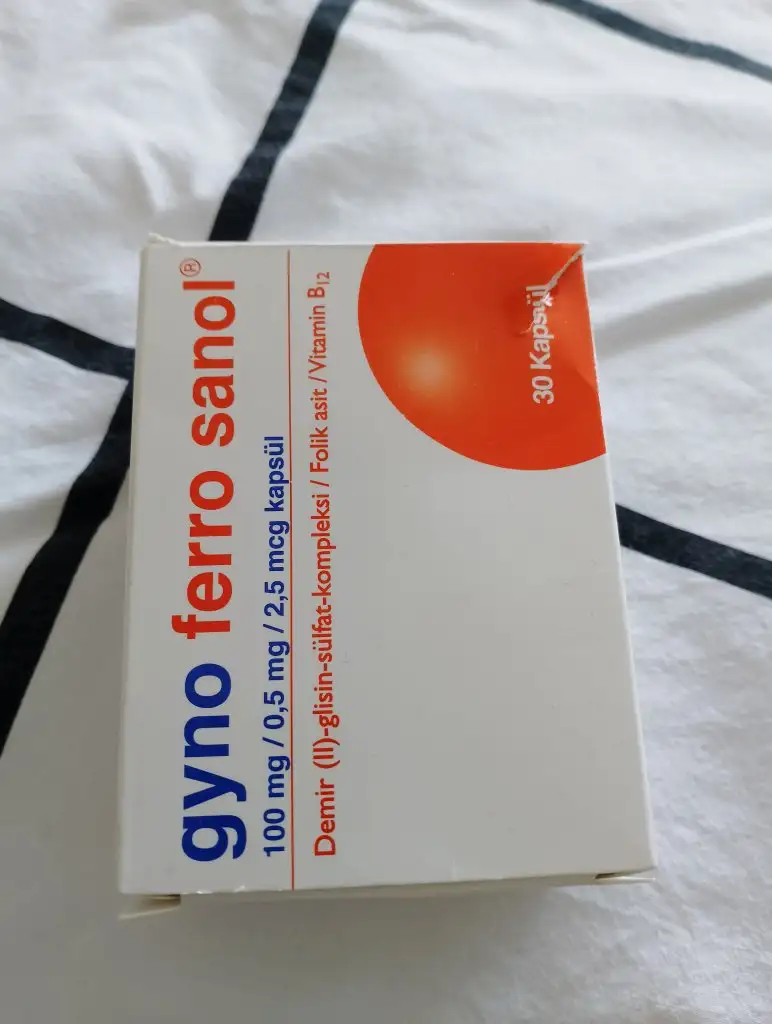 gyno ferro sanol®
100 mg / 0,5 mg / 2,5 mcg kapsül
Demir (II)-glisin-sülfat-kompleksi / Folik asit / Vitamin B₁₂
30 Kapsül